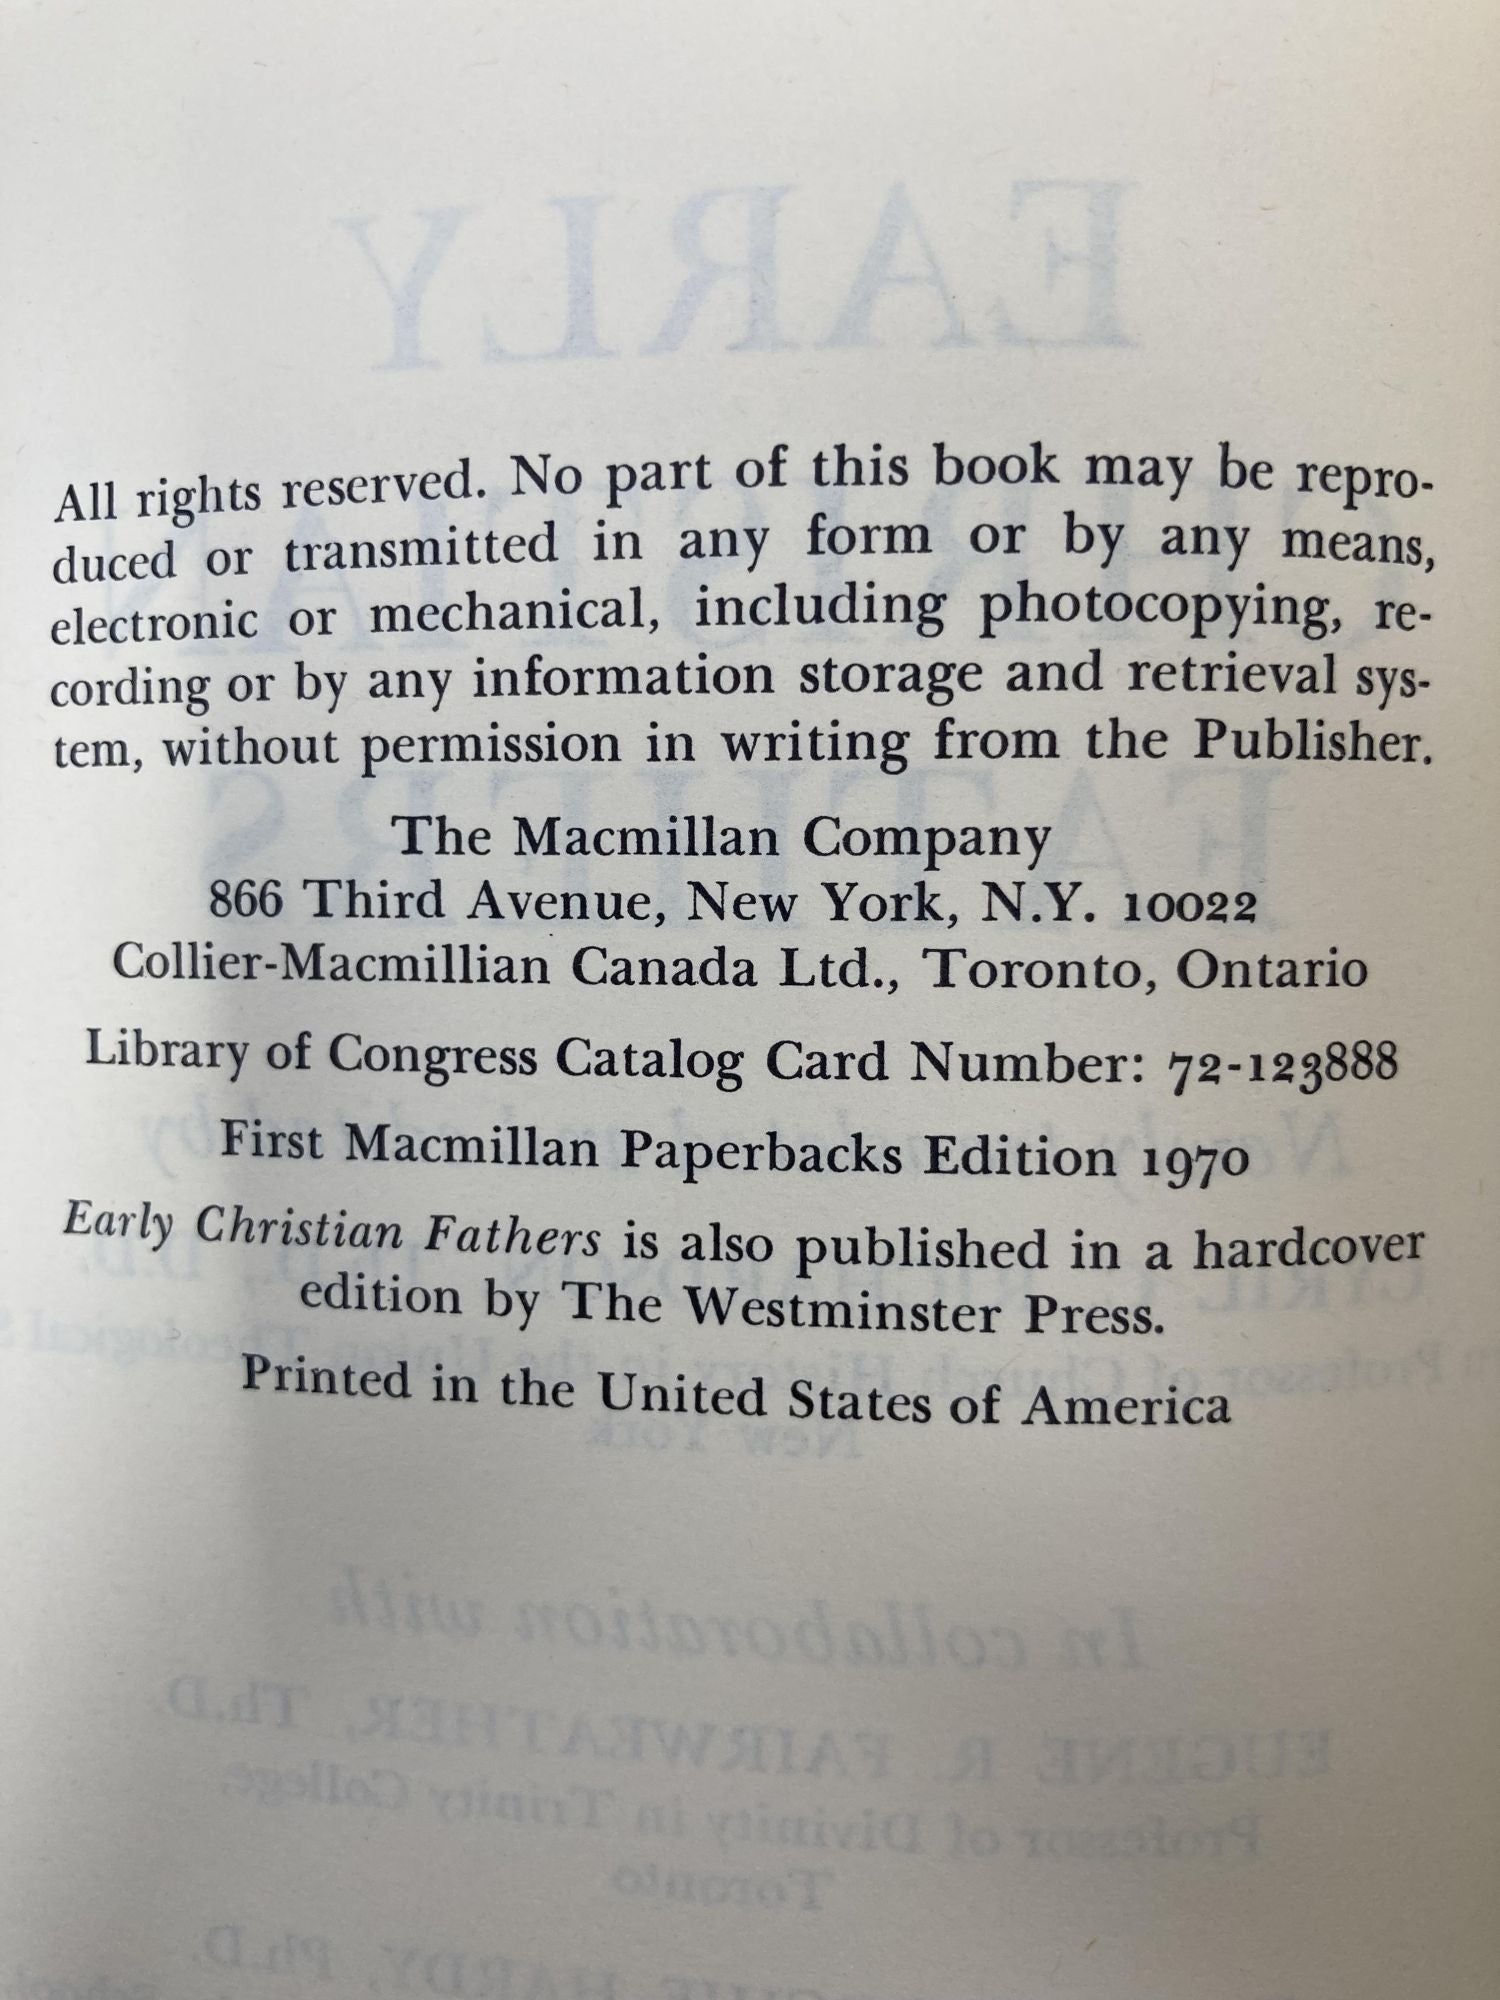 All rights reserved. No part of this book may be repro-
duced or transmitted in any form or by any means,
electronic or mechanical, including photocopying, re-
cording or by any information storage and retrieval sys-
tem, without permission in writing from the Publisher.
The Macmillan Company
866 Third Avenue, New York, N.Y. 10022
Collier-Macmillian Canada Ltd., Toronto, Ontario
Library of Congress Catalog Card Number: 72-123888
First Macmillan Paperbacks Edition 1970
Early Christian Fathers is also published in a hardcover
edition by The Westminster Press.
Printed in the United States of America